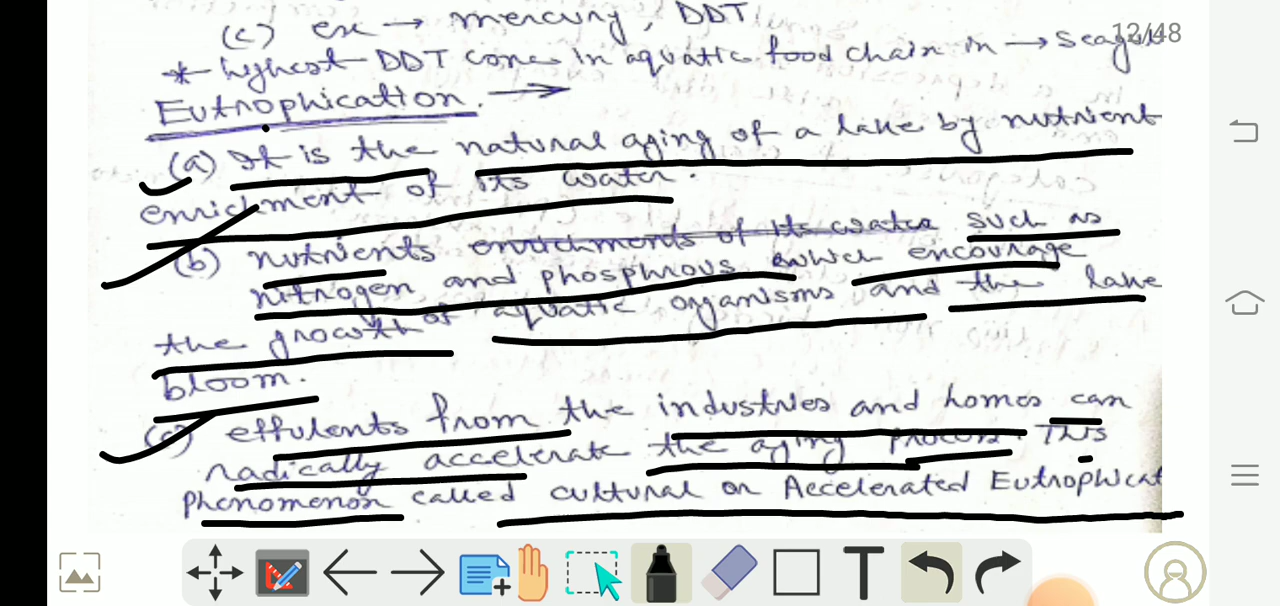 (c) ex → mercury, DDT
12/48
* highest DDT conc in aquatic food chain in → seagull
Eutrophication. →
(a) It is the natural aging of a lake by nutrient
enrichment of its water.
(b) nutrients enrichments of its water such as
nitrogen and phosphrous which encourage
the growth of aquatic organisms and the lake
bloom.
(c) effulents from the industries and homes can
radically accelerate the aging process. This
Phenomenon called cultural or Accelerated Eutrophicat
T